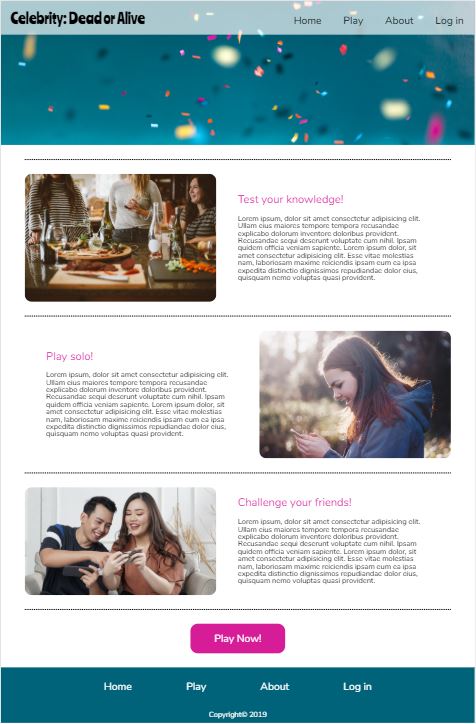 Celebrity: Dead or Alive
Home Play About Log in
Test your knowledge!
Lorem ipsum, dolor sit amet consectetur adipisicing elit.
Ullam eius maiores tempore tempora recusandae
explicabo dolorum inventore doloribus provident.
Recusandae sequi deserunt voluptate cum nihil. Ipsam
quidem officia veniam sapiente. Lorem ipsum dolor, sit
amet consectetur adipisicing elit. Esse vitae molestias
nam, laboriosam maxime reiciendis ipsam cum ea ipsa
expedita distinctio dignissimos repudiandae dolor eius,
quisquam nemo voluptas quasi provident.
Play solo!
Lorem ipsum, dolor sit amet consectetur adipisicing elit.
Ullam eius maiores tempore tempora recusandae
explicabo dolorum inventore doloribus provident.
Recusandae sequi deserunt voluptate cum nihil. Ipsam
quidem officia veniam sapiente. Lorem ipsum dolor, sit
amet consectetur adipisicing elit. Esse vitae molestias
nam, laboriosam maxime reiciendis ipsam cum ea ipsa
expedita distinctio dignissimos repudiandae dolor eius,
quisquam nemo voluptas quasi provident.
Challenge your friends!
Lorem ipsum, dolor sit amet consectetur adipisicing elit.
Ullam eius maiores tempore tempora recusandae
explicabo dolorum inventore doloribus provident.
Recusandae sequi deserunt voluptate cum nihil. Ipsam
quidem officia veniam sapiente. Lorem ipsum dolor, sit
amet consectetur adipisicing elit. Esse vitae molestias
nam, laboriosam maxime reiciendis ipsam cum ea ipsa
expedita distinctio dignissimos repudiandae dolor eius,
quisquam nemo voluptas quasi provident.
Play Now!
Home Play About Log in
Copyright© 2019